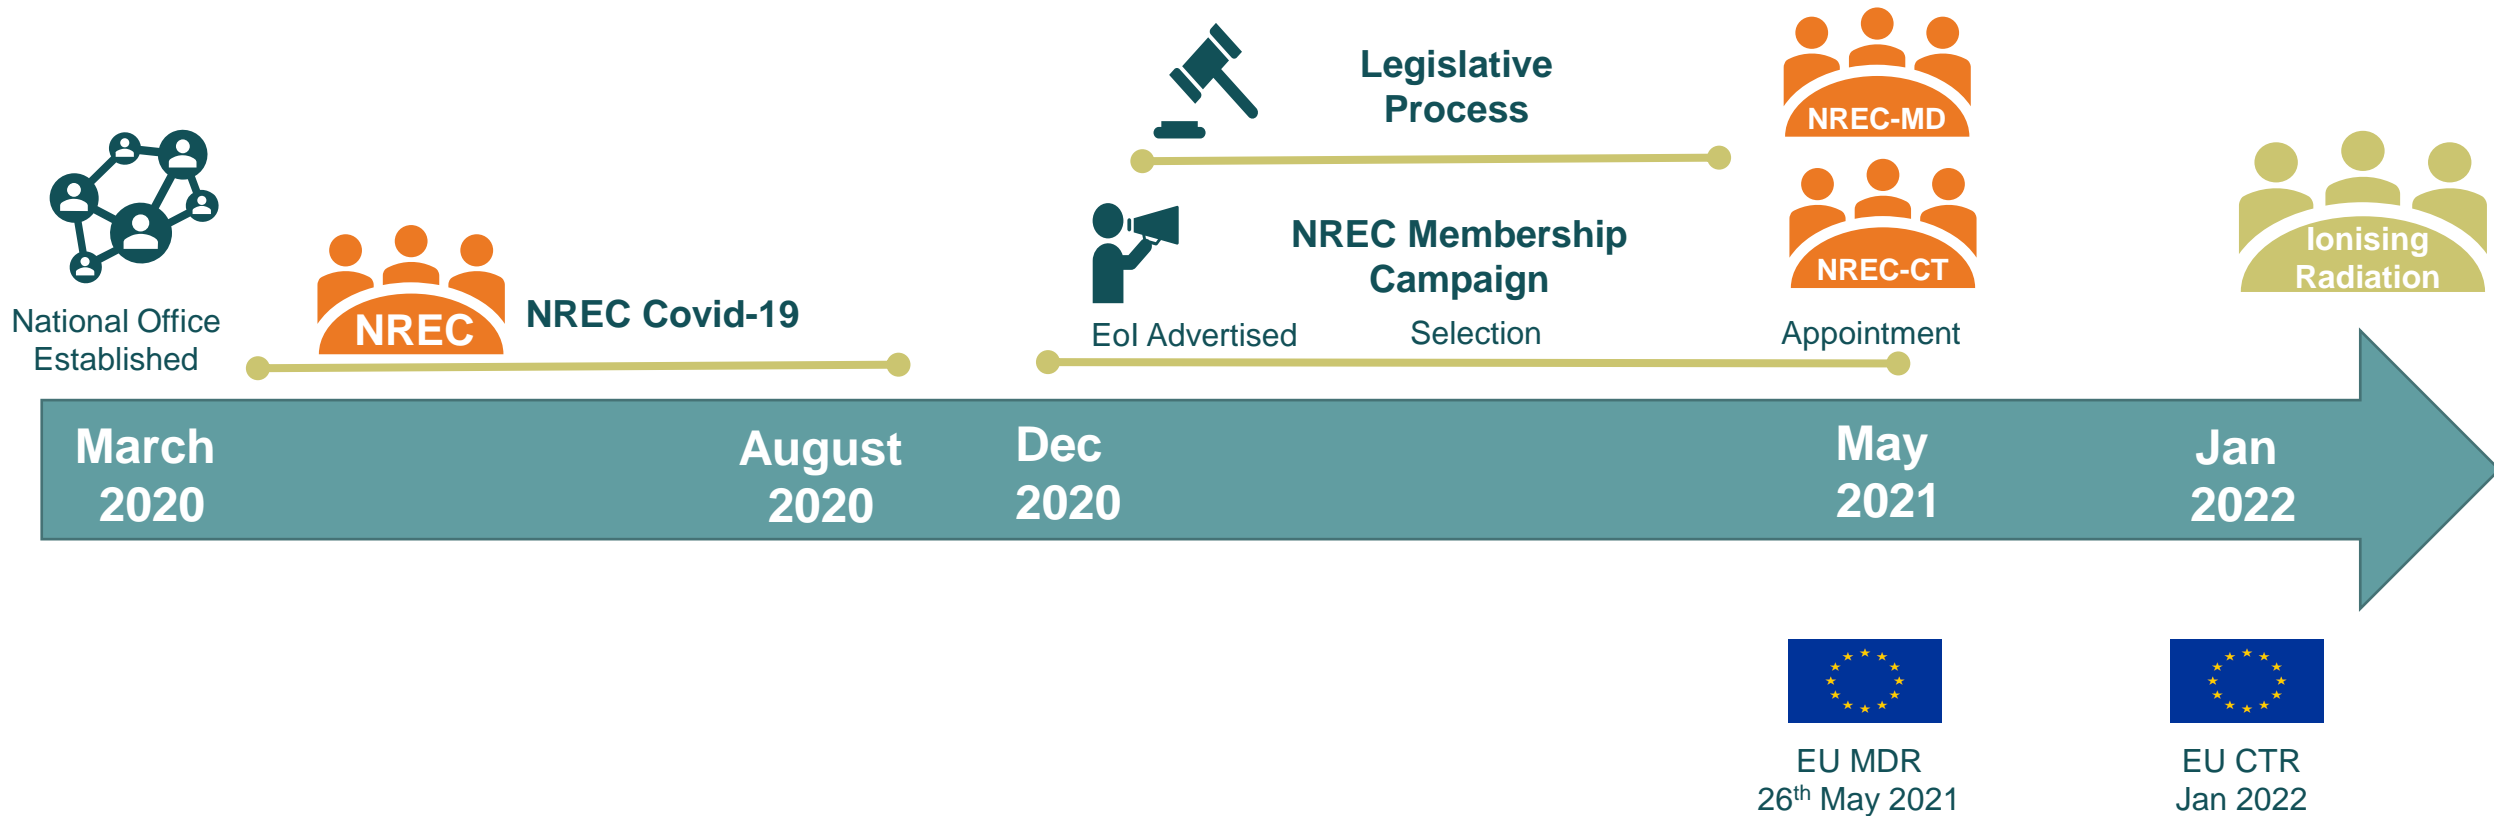 National Office
Established
NREC
NREC Covid-19
Legislative
Process
NREC Membership
Campaign
EoI Advertised
Selection
Appointment
NREC-MD
NREC-CT
Ionising
Radiation
March
2020
August
2020
Dec
2020
May
2021
Jan
2022
EU MDR
26th May 2021
EU CTR
Jan 2022